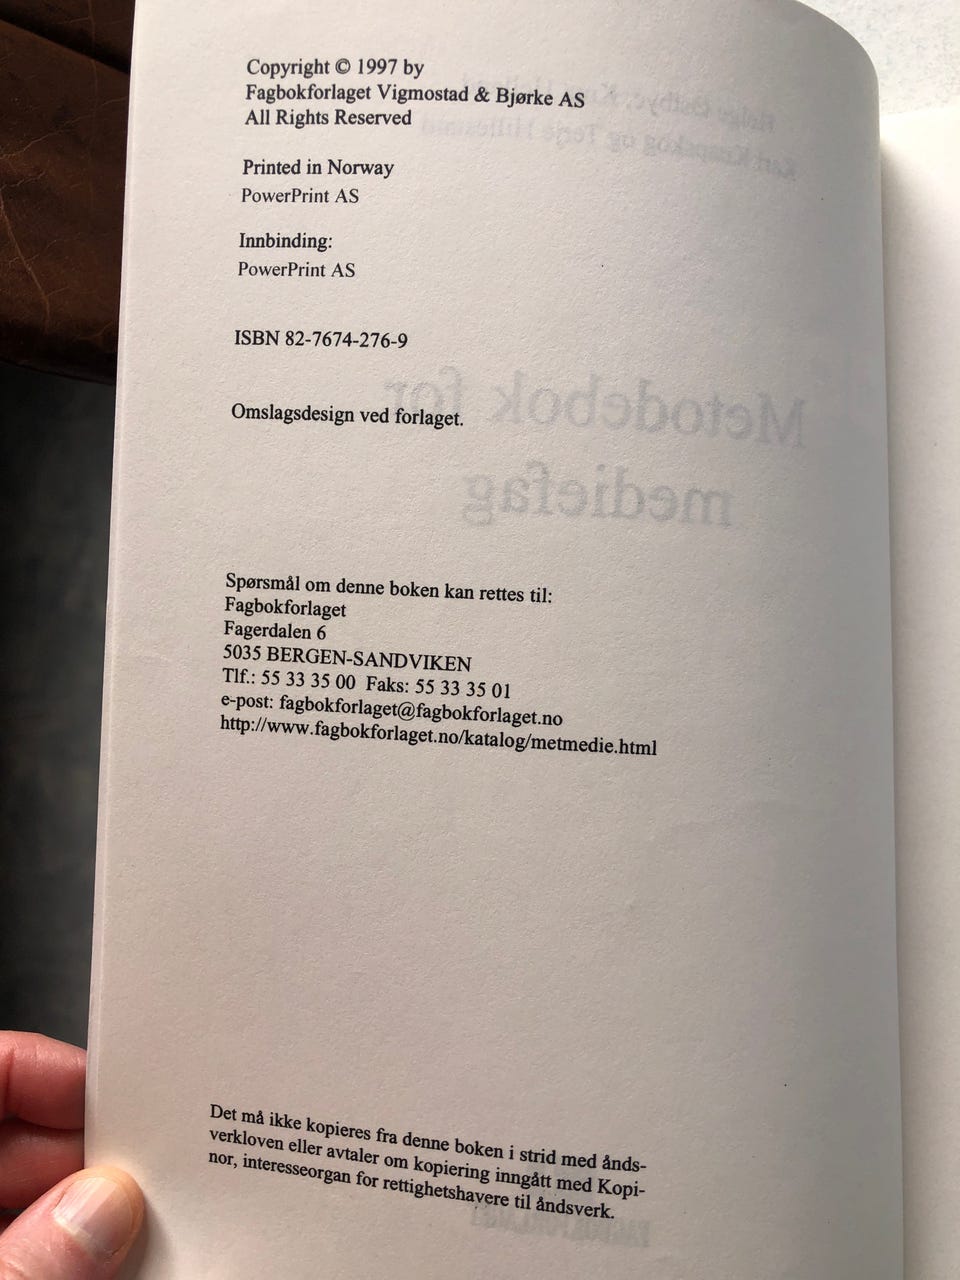 Copyright © 1997 by
Fagbokforlaget Vigmostad & Bjørke AS
All Rights Reserved
Printed in Norway
PowerPrint AS
Innbinding:
PowerPrint AS
ISBN 82-7674-276-9
Omslagsdesign ved forlaget.
Metodebok for
mediefag
Spørsmål om denne boken kan rettes til:
Fagbokforlaget
Fagerdalen 6
5035 BERGEN-SANDVIKEN
Tlf.: 55 33 35 00  Faks: 55 33 35 01
e-post: fagbokforlaget@fagbokforlaget.no
http://www.fagbokforlaget.no/katalog/metmedie.html
Det må ikke kopieres fra denne boken i strid med ånds-
verkloven eller avtaler om kopiering inngått med Kopi-
nor, interesseorgan for rettighetshavere til åndsverk.